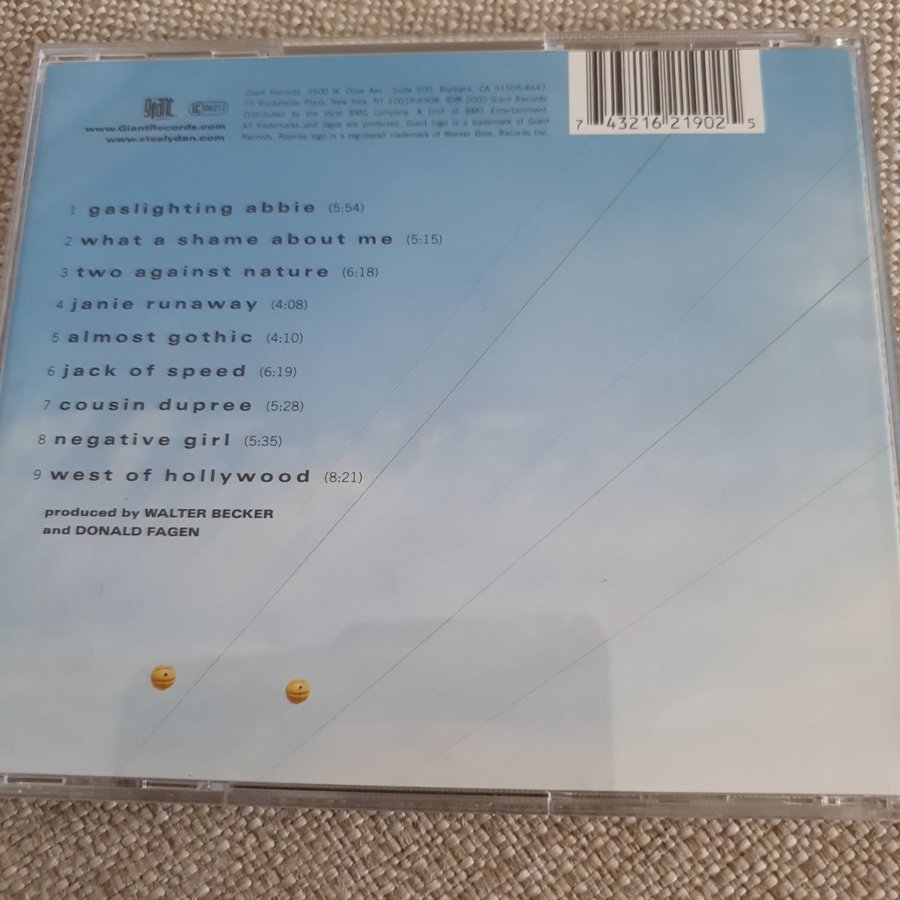 giant
LC 06277
www.GiantRecords.com
www.steelydan.com
Giant Records, 3500 W. Olive Ave., Suite 600, Burbank, CA 91505-4647;
75 Rockefeller Plaza, New York, NY 10019-6908. ©℗ 2000 Giant Records.
Distributed by the local BMG company. A Unit of BMG Entertainment.
All trademarks and logos are protected. Giant logo is a trademark of Giant
Records. Reprise logo is a registered trademark of Warner Bros. Records Inc.
7 43216 21902 5
1 gaslighting abbie (5:54)
2 what a shame about me (5:15)
3 two against nature (6:18)
4 janie runaway (4:08)
5 almost gothic (4:10)
6 jack of speed (6:19)
7 cousin dupree (5:28)
8 negative girl (5:35)
9 west of hollywood (8:21)
produced by WALTER BECKER
and DONALD FAGEN